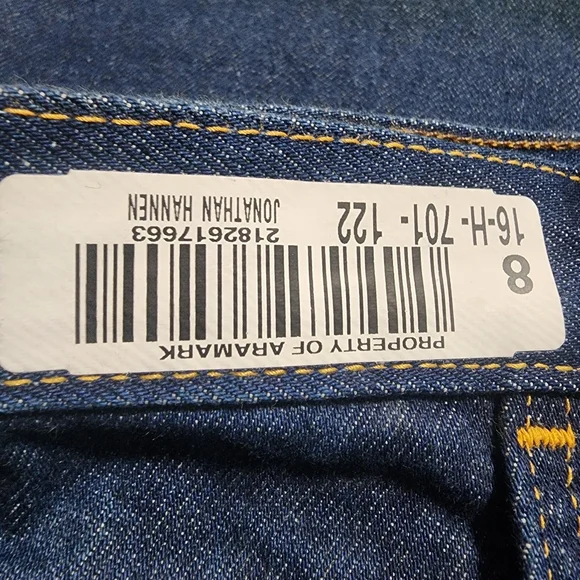 PROPERTY OF ARAMARK
2182617663
JONATHAN HANNEN
8
16-H-701-122